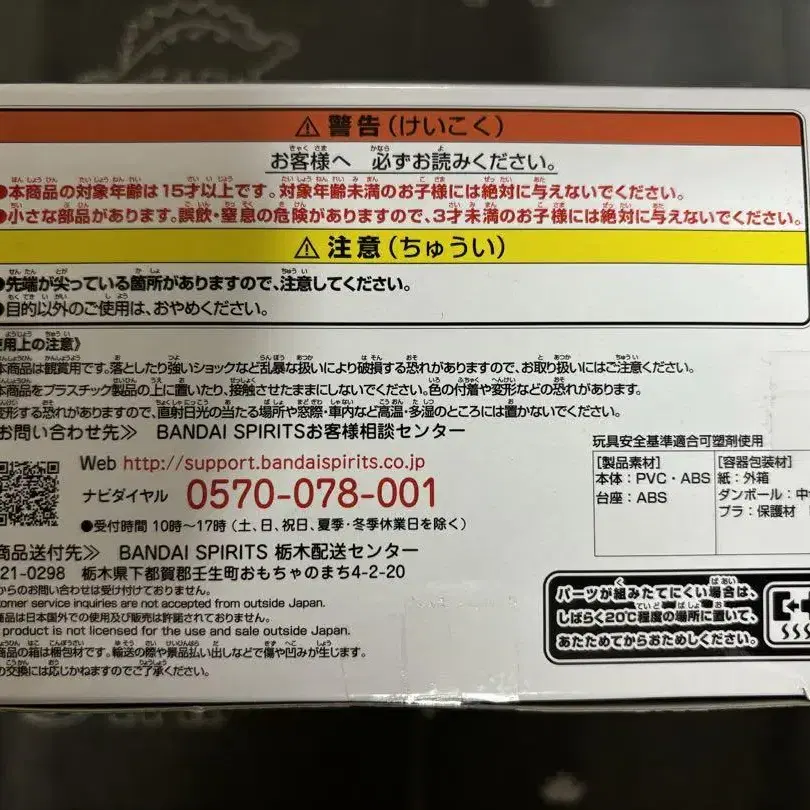 ⚠ 警告(けいこく)
お客様へ 必ずお読みください。
●本商品の対象年齢は15才以上です。対象年齢未満のお子様には絶対に与えないでください。
●小さな部品があります。誤飲・窒息の危険がありますので、3才未満のお子様には絶対に与えないでください。
⚠ 注意(ちゅうい)
●先端が尖っている箇所がありますので、注意してください。
●目的以外のご使用は、おやめください。
使用上の注意》
本商品は観賞用です。落としたり強いショックなど乱暴な扱いにより破損する恐れがありますので、お取り扱いにはご注意ください。
本商品をプラスチック製品の上に置いたり、接触させたままにしないでください。色の付着や変形などの恐れがあります。
変形する恐れがありますので、直射日光の当たる場所や窓際・車内など高温・多湿のところには置かないでください。
お問い合わせ先≫ BANDAI SPIRITSお客様相談センター
Web http://support.bandaispirits.co.jp
ナビダイヤル 0570-078-001
●受付時間 10時〜17時(土、日、祝日、夏季・冬季休業日を除く)
商品送付先≫ BANDAI SPIRITS 栃木配送センター
21-0298 栃木県下都賀郡壬生町おもちゃのまち4-2-20
からのお問い合わせは受け付けておりません。
tomer service inquiries are not accepted from outside Japan.
商品は日本国外での使用及び販売は許諾されておりません。
product is not licensed for the use and sale outside Japan.
商品の箱は梱包材です。輸送の際や景品払い出しなどで傷や凹みが生じます。
の交換には応じかねますのでご了承ください。
玩具安全基準適合可塑剤使用
[製品素材]
本体:PVC・ABS
台座:ABS
[容器包装材]
紙:外箱
ダンボール:中
プラ:保護材
パーツが組みたてにくい場合は、
しばらく20℃程度の場所に置いて、
あたためてからおためしください。